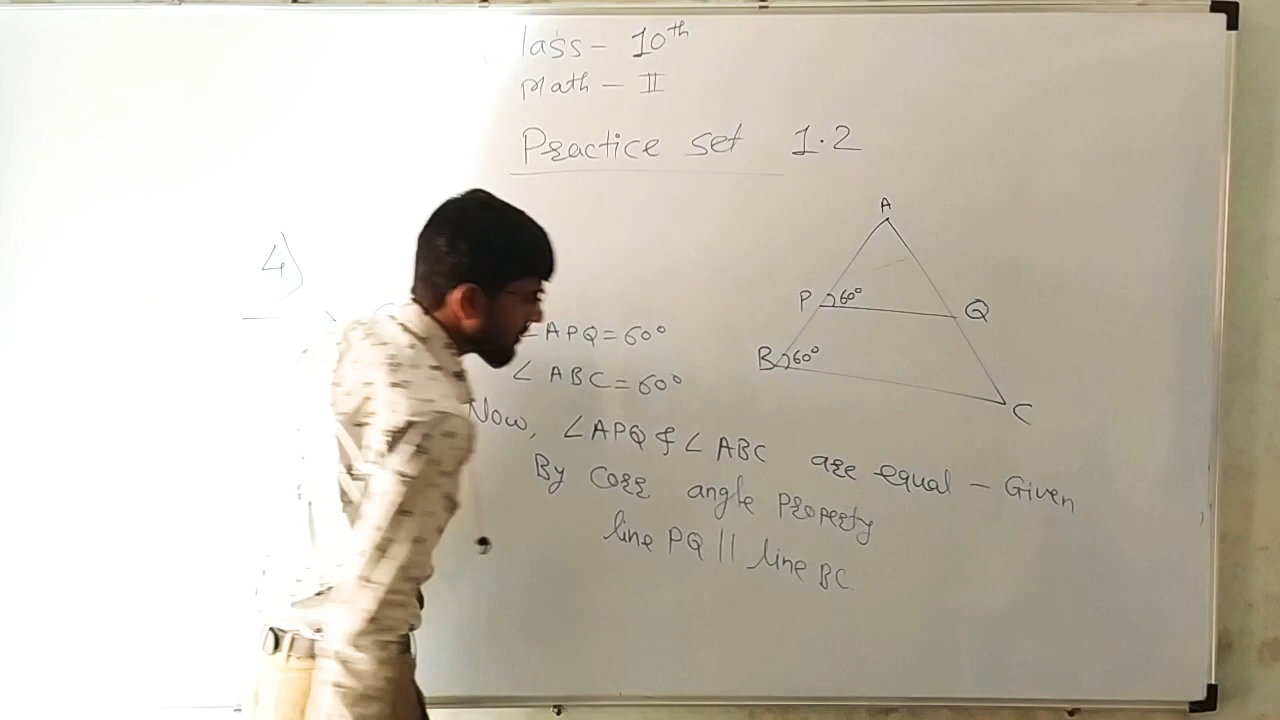 lass - 10th
Math - II
Practice set 1.2
4)
A
P 60°
Q
B 60°
C
∠APQ = 60°
∠ABC = 60°
Now, ∠APQ & ∠ABC are equal - Given
By Corr angle Property
line PQ || line BC.